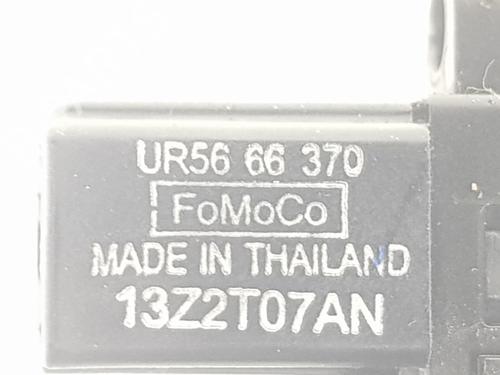 UR56 66 370
FoMoCo
MADE IN THAILAND
13Z2T07AN